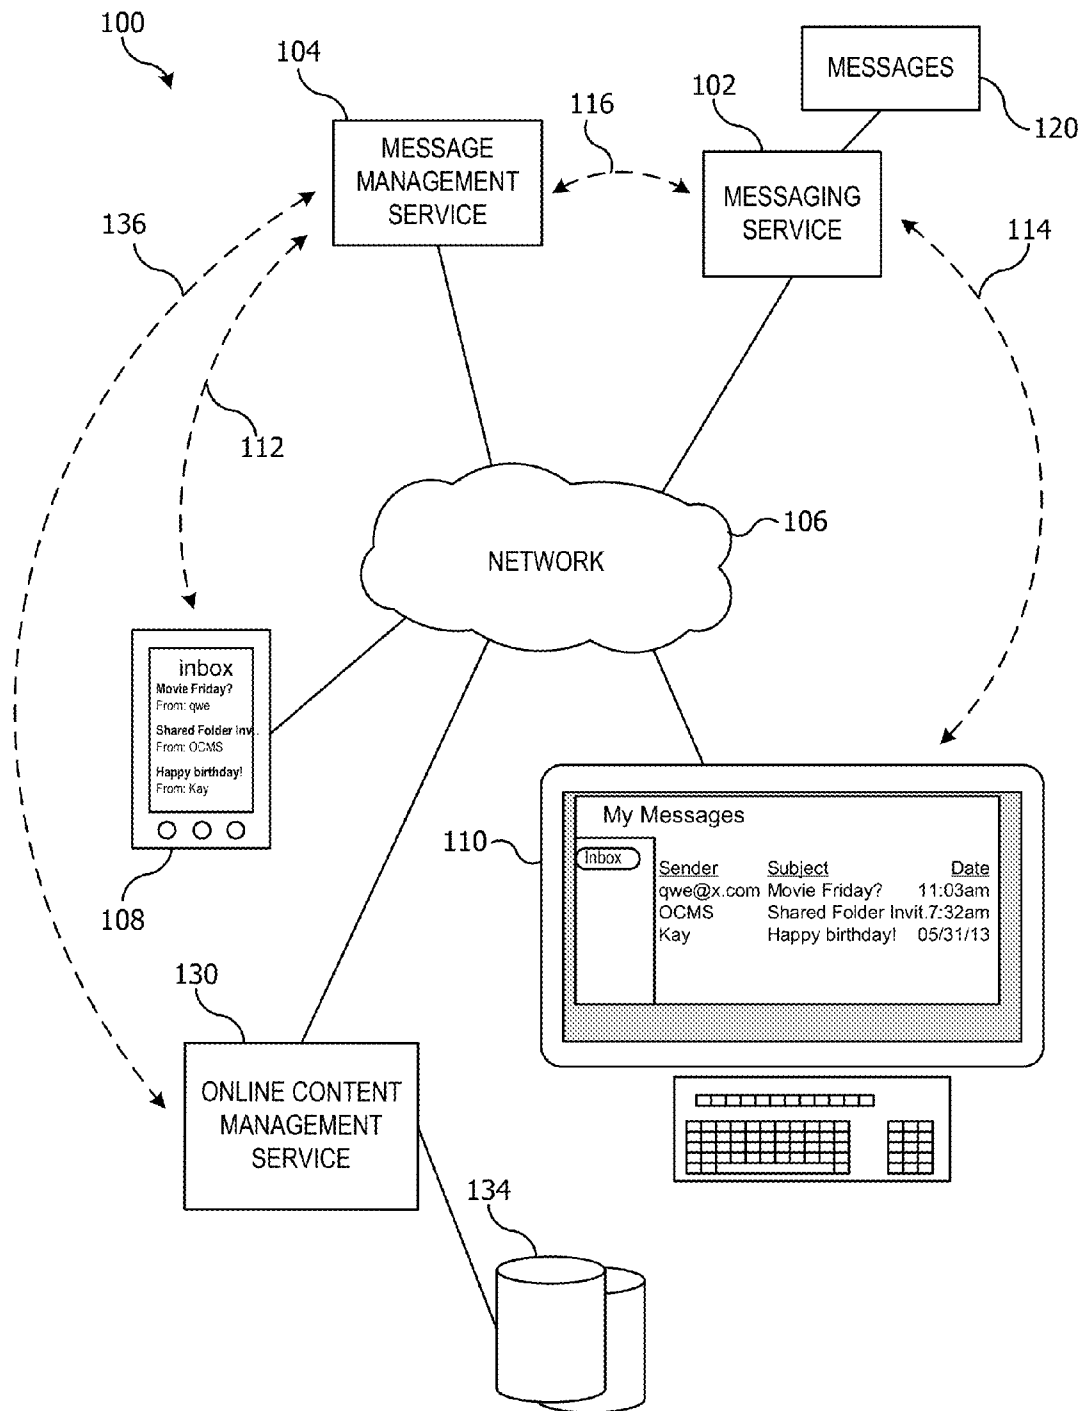 100
104
MESSAGES
116
102
120
MESSAGE
MANAGEMENT
SERVICE
MESSAGING
SERVICE
136
114
112
106
NETWORK
inbox
Movie Friday?
From: qwe
Shared Folder Invi...
From: OCMS
Happy birthday!
From: Kay
108
110
My Messages
Inbox
Sender Subject Date
qwe@x.com Movie Friday? 11:03am
OCMS Shared Folder Invit.7:32am
Kay Happy birthday! 05/31/13
130
ONLINE CONTENT
MANAGEMENT
SERVICE
134